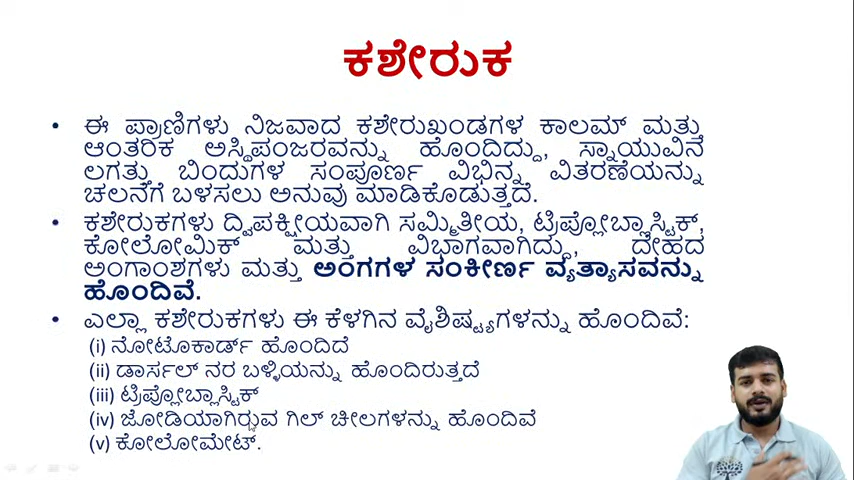 ಕಶೇರುಕ
• ಈ ಪ್ರಾಣಿಗಳು ನಿಜವಾದ ಕಶೇರುಖಂಡಗಳ ಕಾಲಮ್ ಮತ್ತು
ಆಂತರಿಕ ಅಸ್ಥಿಪಂಜರವನ್ನು ಹೊಂದಿದ್ದು, ಸ್ನಾಯುವಿನ
ಲಗತ್ತು ಬಿಂದುಗಳ ಸಂಪೂರ್ಣ ವಿಭಿನ್ನ ವಿತರಣೆಯನ್ನು
ಚಲನೆಗೆ ಬಳಸಲು ಅನುವು ಮಾಡಿಕೊಡುತ್ತದೆ.
• ಕಶೇರುಕಗಳು ದ್ವಿಪಕ್ಷೀಯವಾಗಿ ಸಮ್ಮಿತೀಯ, ಟ್ರಿಪ್ಲೋಬ್ಲಾಸ್ಟಿಕ್,
ಕೋಲೋಮಿಕ್ ಮತ್ತು ವಿಭಾಗವಾಗಿದ್ದು, ದೇಹದ
ಅಂಗಾಂಶಗಳು ಮತ್ತು ಅಂಗಗಳ ಸಂಕೀರ್ಣ ವ್ಯತ್ಯಾಸವನ್ನು
ಹೊಂದಿವೆ.
• ಎಲ್ಲಾ ಕಶೇರುಕಗಳು ಈ ಕೆಳಗಿನ ವೈಶಿಷ್ಟ್ಯಗಳನ್ನು ಹೊಂದಿವೆ:
(i) ನೋಟೊಕಾರ್ಡ್ ಹೊಂದಿದೆ
(ii) ಡಾರ್ಸಲ್ ನರ ಬಳ್ಳಿಯನ್ನು ಹೊಂದಿರುತ್ತದೆ
(iii) ಟ್ರಿಪ್ಲೋಬ್ಲಾಸ್ಟಿಕ್
(iv) ಜೋಡಿಯಾಗಿರುವ ಗಿಲ್ ಚೀಲಗಳನ್ನು ಹೊಂದಿವೆ
(v) ಕೋಲೋಮೇಟ್.